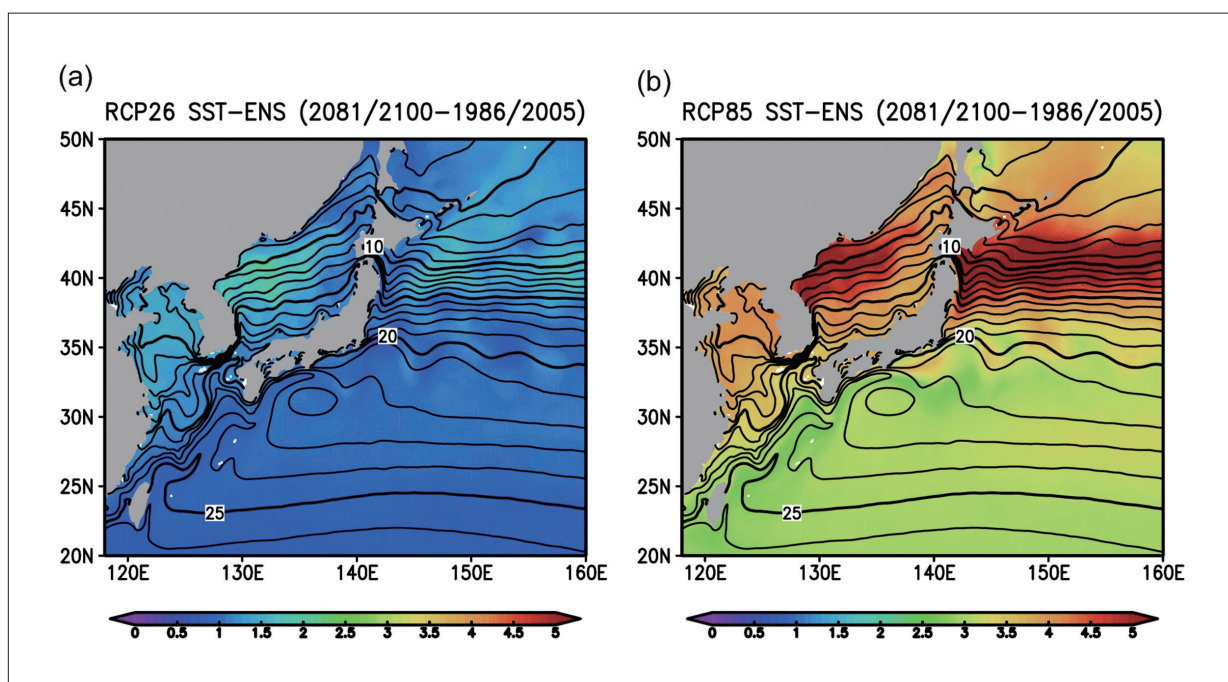 (a)
RCP26 SST-ENS (2081/2100-1986/2005)
50N
45N
40N
35N
30N
25N
20N
10
20
25
120E 130E 140E 150E 160E
0 0.5 1 1.5 2 2.5 3 3.5 4 4.5 5
(b)
RCP85 SST-ENS (2081/2100-1986/2005)
50N
45N
40N
35N
30N
25N
20N
10
20
25
120E 130E 140E 150E 160E
0 0.5 1 1.5 2 2.5 3 3.5 4 4.5 5